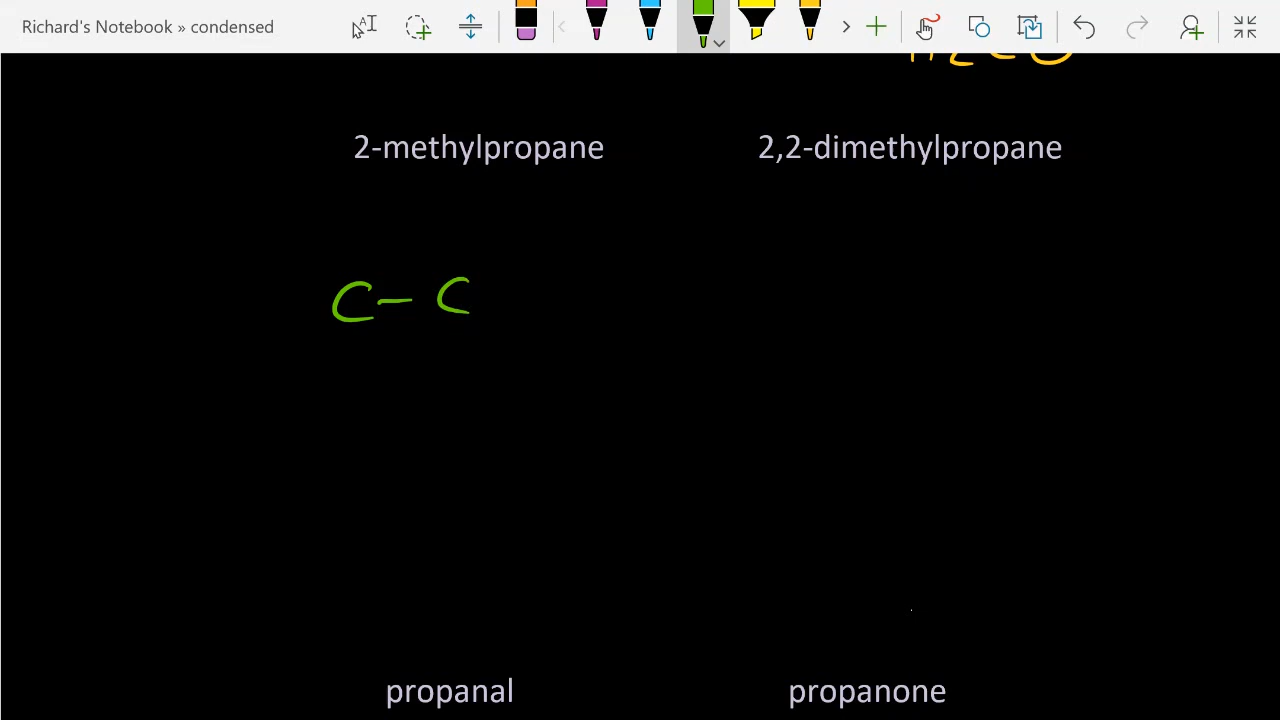 Richard's Notebook » condensed
2-methylpropane
2,2-dimethylpropane
C - C
propanal
propanone